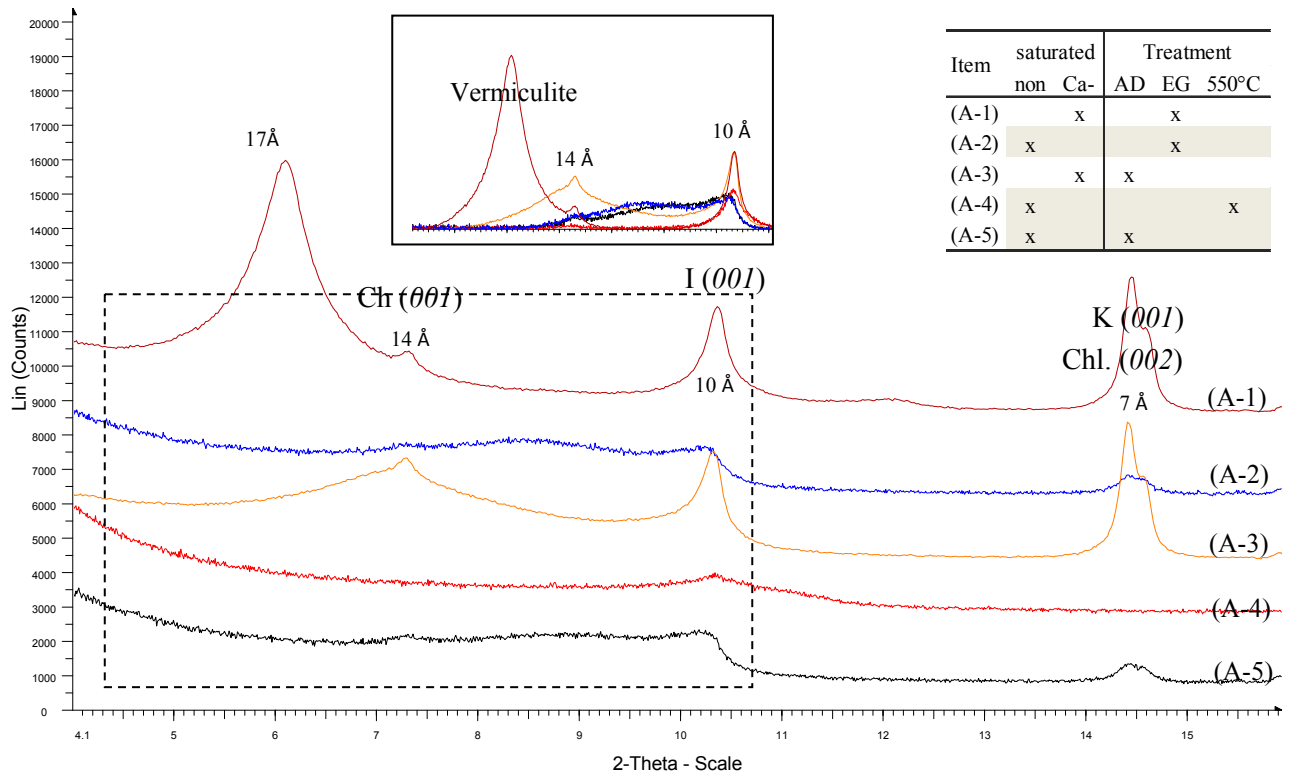 20000
19000
18000
17000
16000
15000
14000
13000
12000
11000
10000
9000
8000
7000
6000
5000
4000
3000
2000
1000
0
Lin (Counts)
4.1 5 6 7 8 9 10 11 12 13 14 15
2-Theta - Scale
17Å
Ch (001)
14 Å
I (001)
10 Å
K (001)
Chl. (002)
7 Å
(A-1)
(A-2)
(A-3)
(A-4)
(A-5)
Vermiculite
14 Å
10 Å
Item saturated Treatment
non Ca- AD EG 550°C
(A-1) x x
(A-2) x x
(A-3) x x
(A-4) x x
(A-5) x x